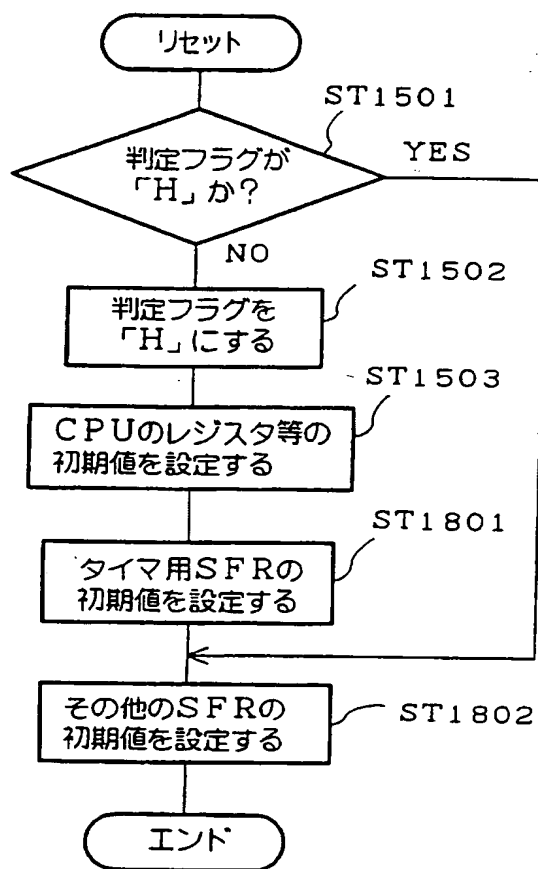 リセット
ST1501
判定フラグが
「H」か?
YES
NO
ST1502
判定フラグを
「H」にする
ST1503
CPUのレジスタ等の
初期値を設定する
ST1801
タイマ用SFRの
初期値を設定する
その他のSFRの
初期値を設定する
ST1802
エンド